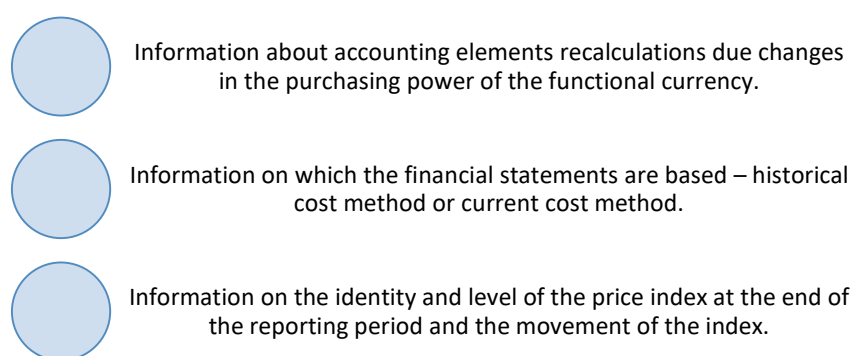 Information about accounting elements recalculations due changes
in the purchasing power of the functional currency.
Information on which the financial statements are based – historical
cost method or current cost method.
Information on the identity and level of the price index at the end of
the reporting period and the movement of the index.